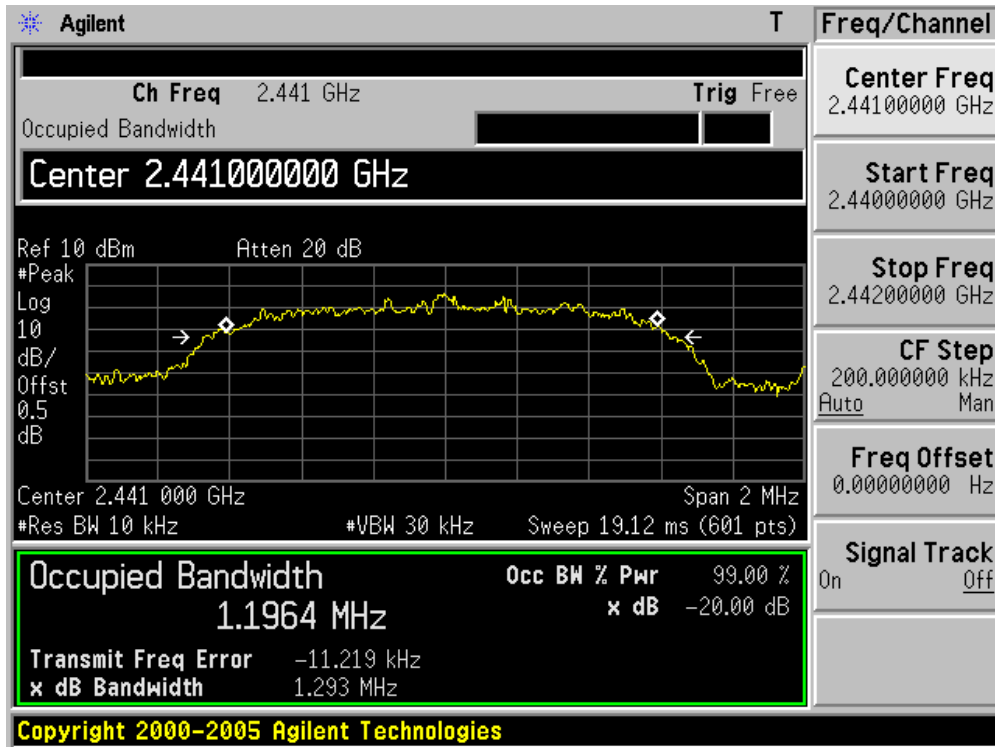 Agilent T
Freq/Channel
Ch Freq 2.441 GHz Trig Free
Occupied Bandwidth
Center 2.441000000 GHz
Ref 10 dBm Atten 20 dB
#Peak
Log
10
dB/
Offst
0.5
dB
Center 2.441 000 GHz Span 2 MHz
#Res BW 10 kHz #VBW 30 kHz Sweep 19.12 ms (601 pts)
Occupied Bandwidth
1.1964 MHz
Occ BW % Pwr 99.00 %
x dB -20.00 dB
Transmit Freq Error -11.219 kHz
x dB Bandwidth 1.293 MHz
Copyright 2000-2005 Agilent Technologies
Center Freq
2.44100000 GHz
Start Freq
2.44000000 GHz
Stop Freq
2.44200000 GHz
CF Step
200.000000 kHz
Auto Man
Freq Offset
0.00000000 Hz
Signal Track
On Off